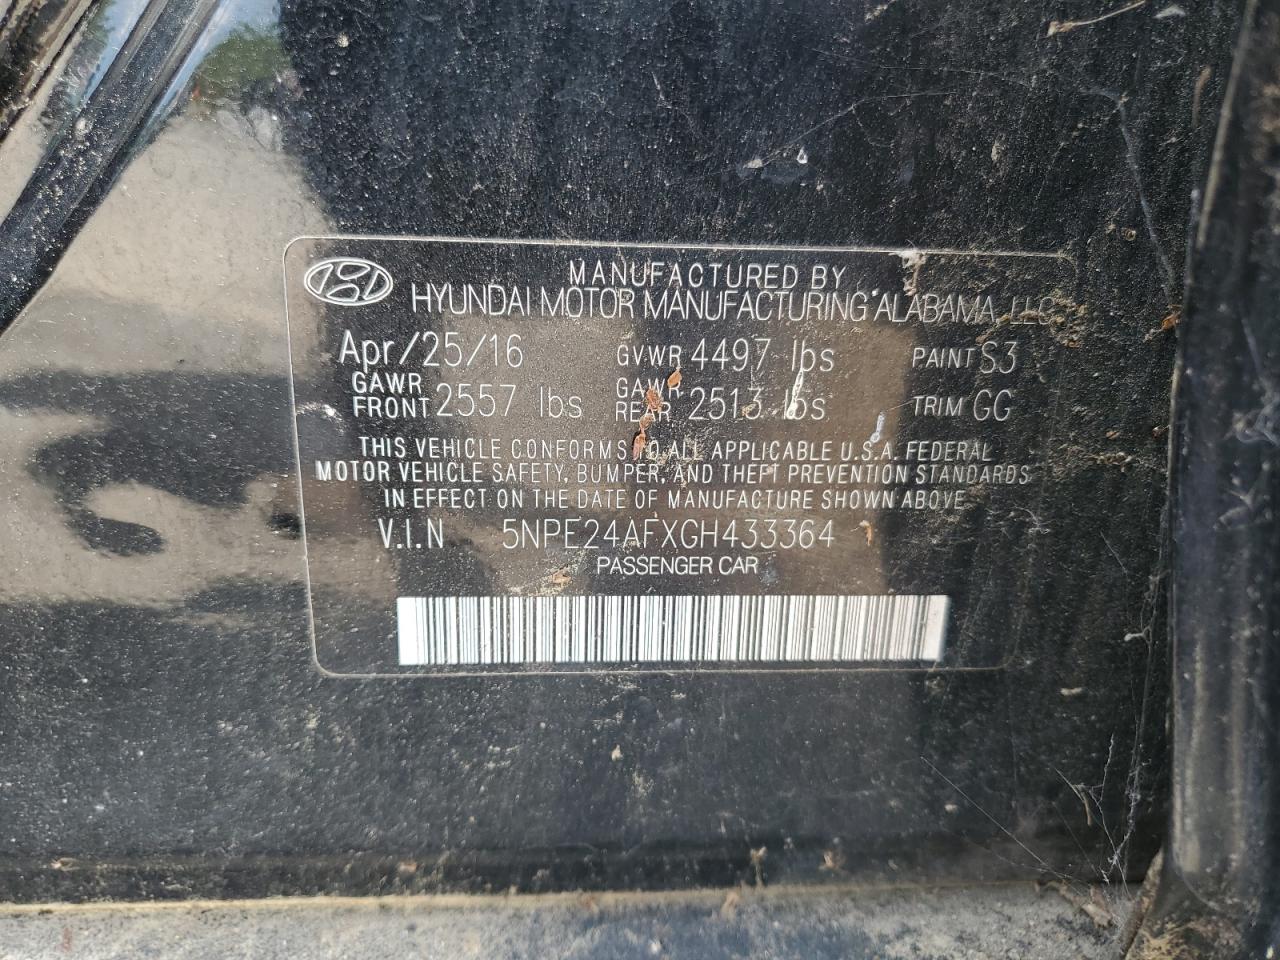 MANUFACTURED BY
HYUNDAI MOTOR MANUFACTURING ALABAMA, LLC
Apr/25/16 GVWR 4497 lbs PAINT S3
GAWR FRONT 2557 lbs GAWR REAR 2513 lbs TRIM GG
THIS VEHICLE CONFORMS TO ALL APPLICABLE U.S.A. FEDERAL
MOTOR VEHICLE SAFETY, BUMPER, AND THEFT PREVENTION STANDARDS
IN EFFECT ON THE DATE OF MANUFACTURE SHOWN ABOVE
V.I.N 5NPE24AFXGH433364
PASSENGER CAR